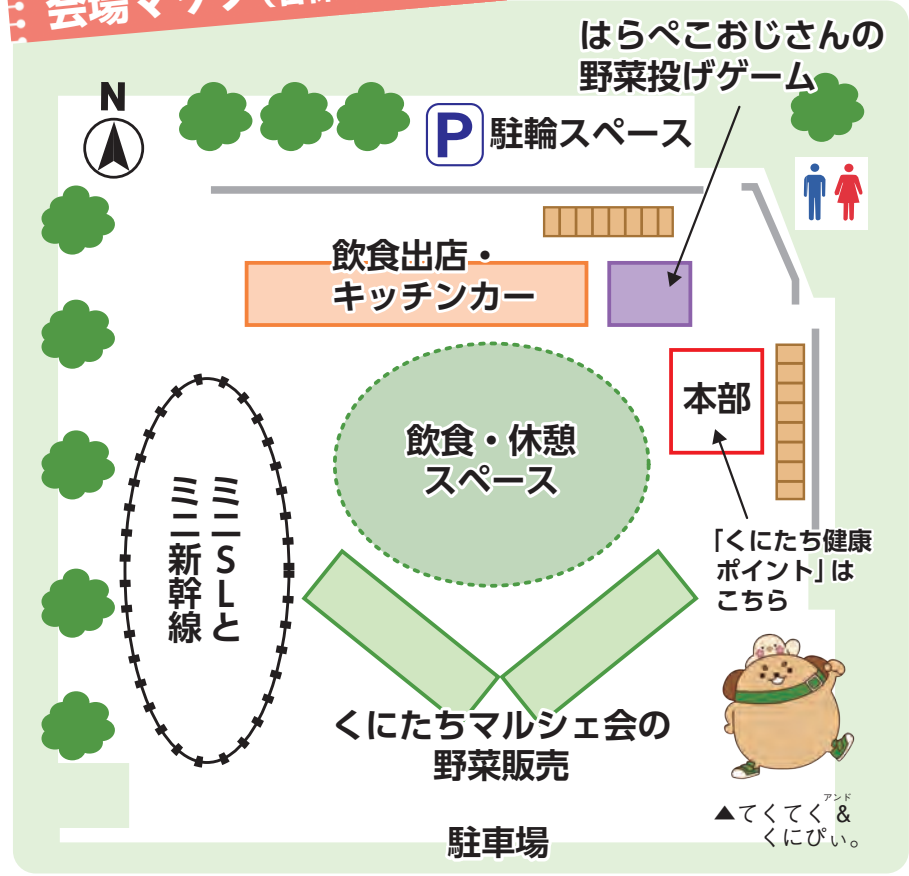 会場マップ
はらぺこおじさんの
野菜投げゲーム
N
P 駐輪スペース
飲食出店・
キッチンカー
本部
飲食・休憩
スペース
ミニSLと
ミニ新幹線
「くにたち健康
ポイント」は
こちら
くにたちマルシェ会の
野菜販売
アンド
▲てくてく&
くにぴぃ。
駐車場